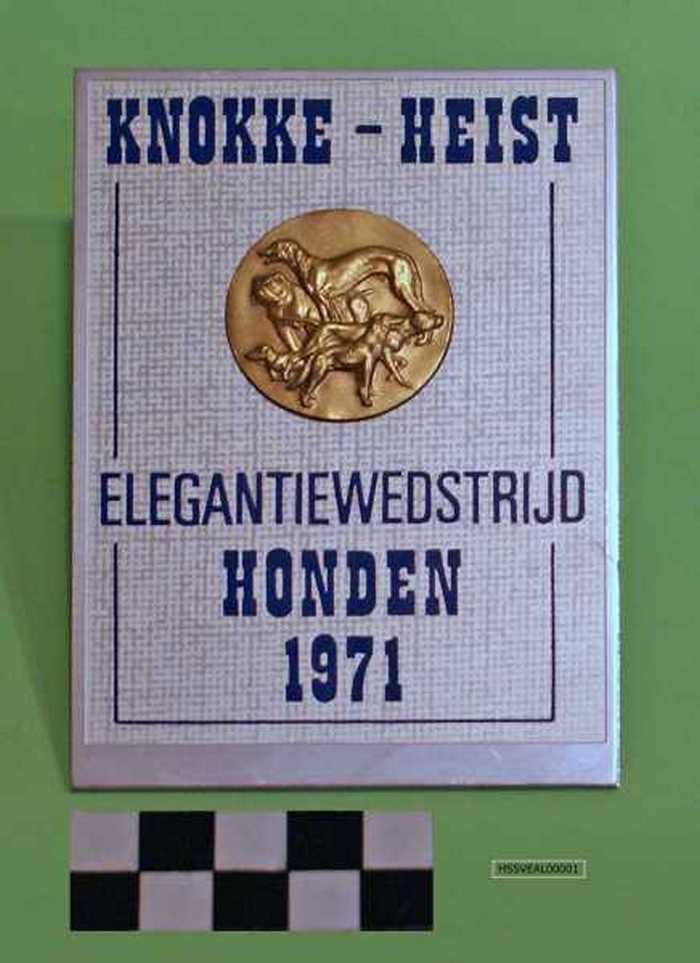 KNOKKE - HEIST
ELEGANTIEWEDSTRIJD
HONDEN
1971
HSSVEAL00001